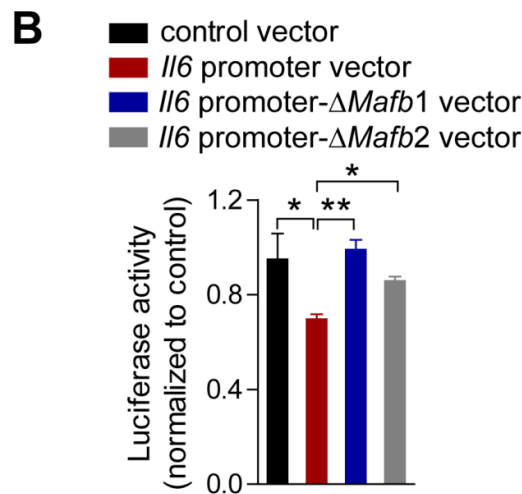 B
control vector
Il6 promoter vector
Il6 promoter-ΔMafb1 vector
Il6 promoter-ΔMafb2 vector
*
* **
Luciferase activity
(normalized to control)
1.2
0.8
0.4
0.0